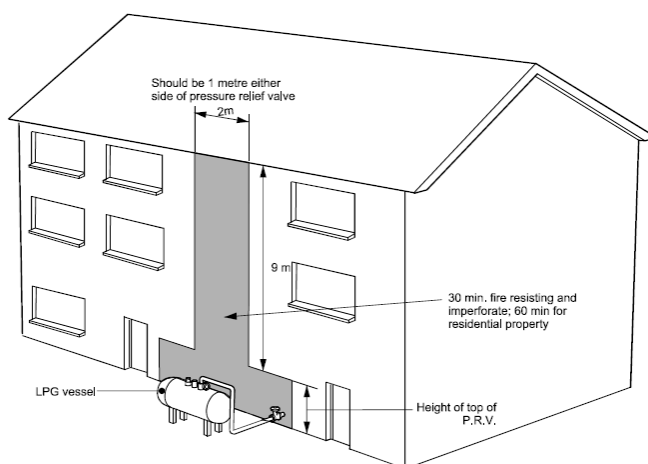 Should be 1 metre either
side of pressure relief valve
2m
9 m
30 min. fire resisting and
imperforate; 60 min for
residential property
LPG vessel
Height of top of
P.R.V.